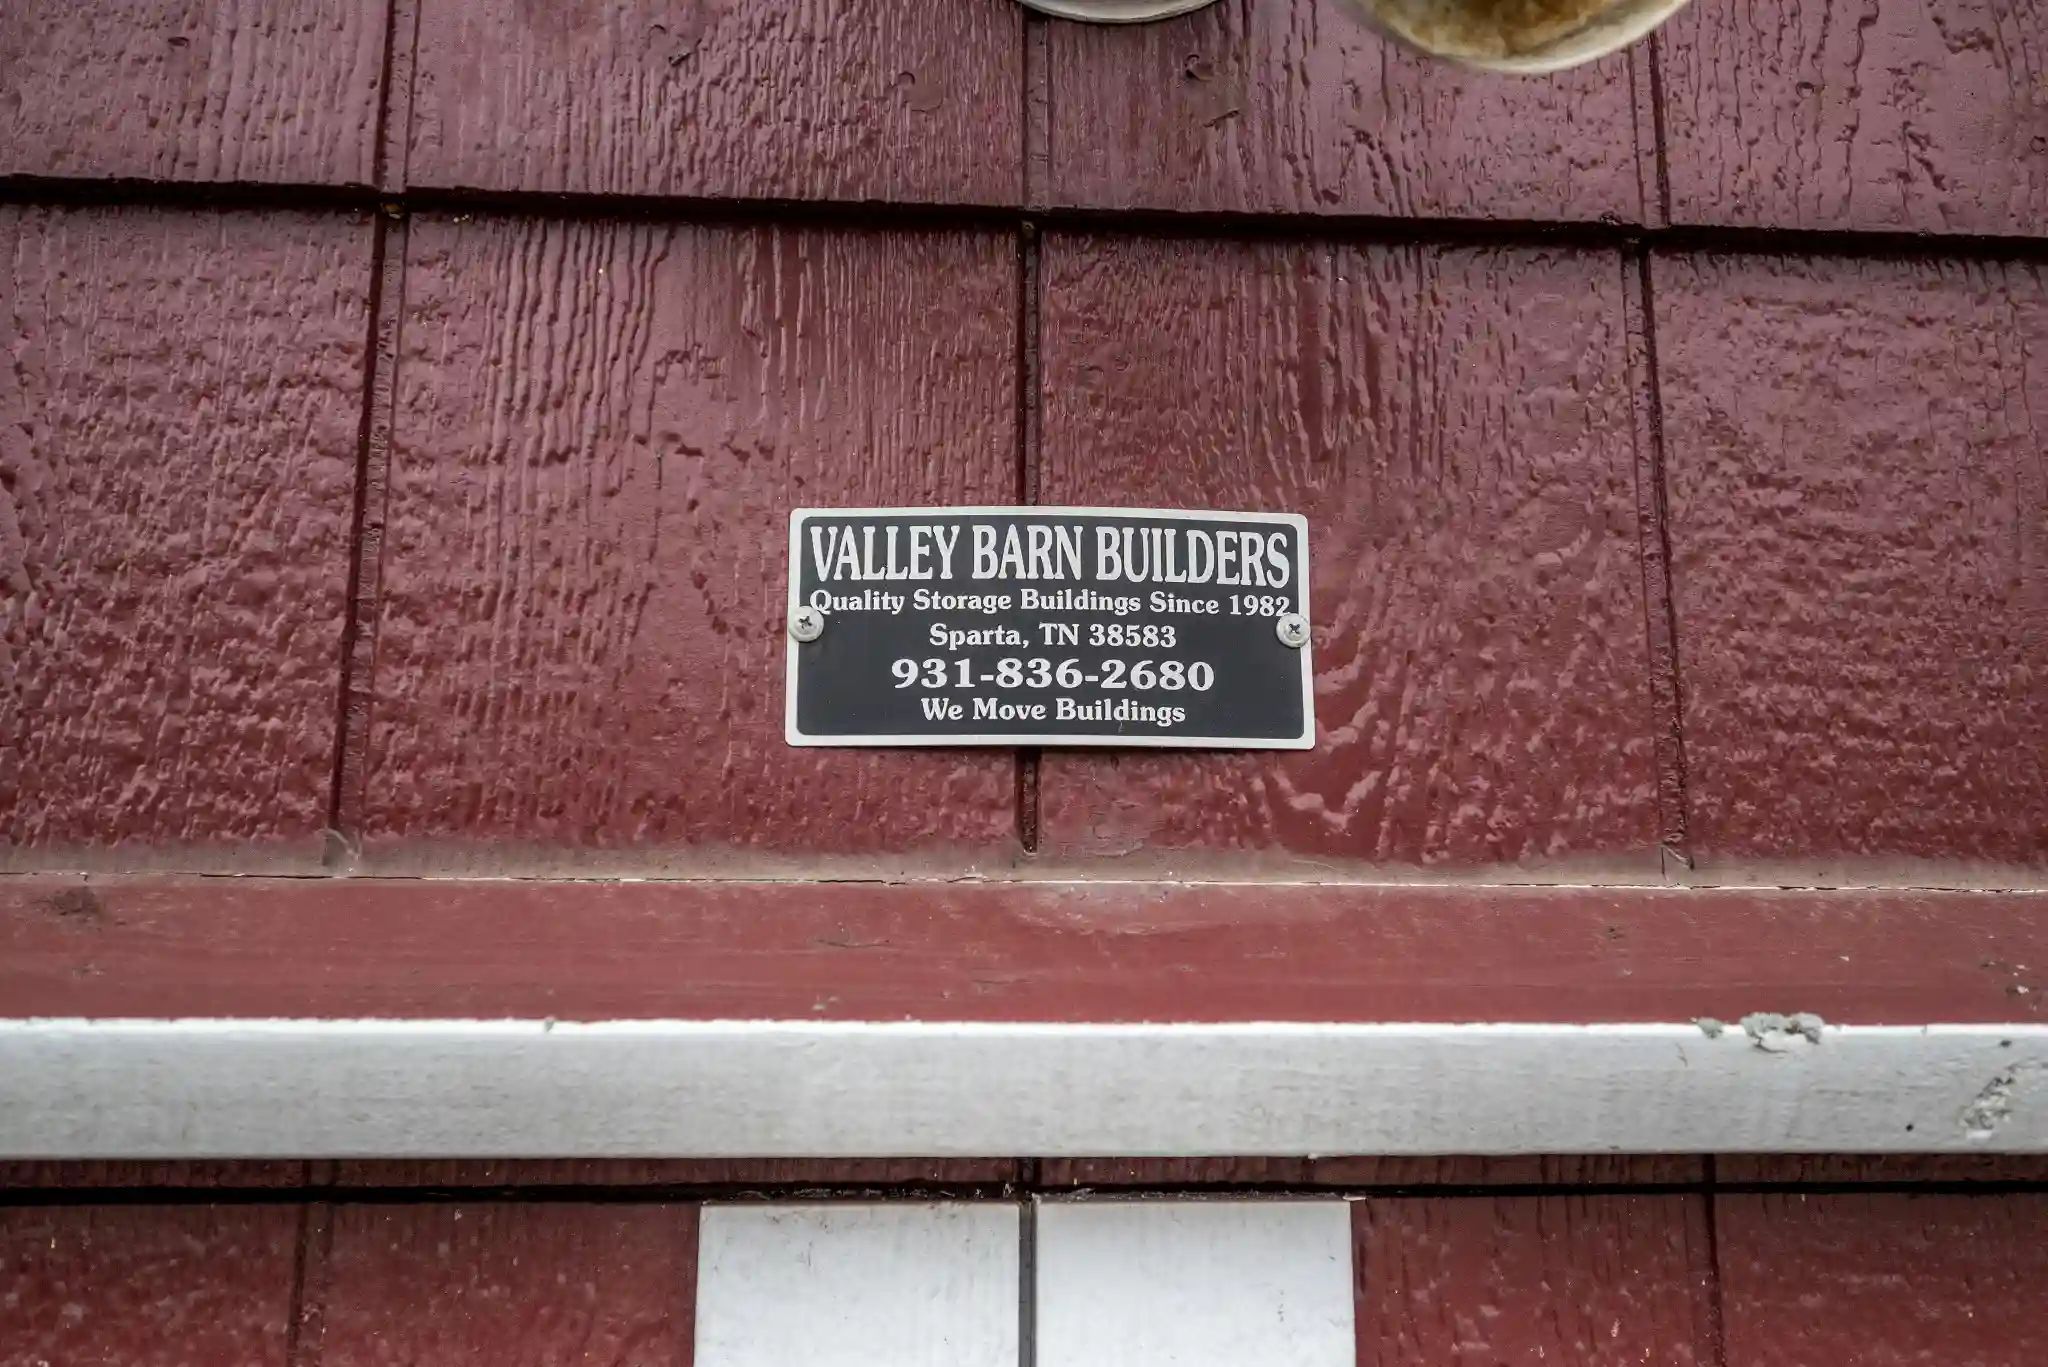 VALLEY BARN BUILDERS
Quality Storage Buildings Since 1982
Sparta, TN 38583
931-836-2680
We Move Buildings